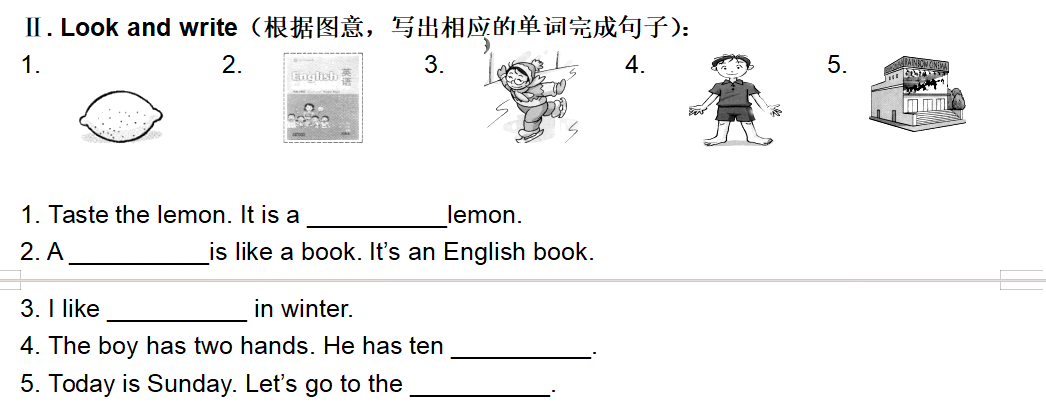 Ⅱ. Look and write（根据图意，写出相应的单词完成句子）：
1. 2. 3. 4. 5.
English 英语
RAINBOW CINEMA
1. Taste the lemon. It is a __________lemon.
2. A __________is like a book. It’s an English book.
3. I like __________ in winter.
4. The boy has two hands. He has ten __________.
5. Today is Sunday. Let’s go to the __________.